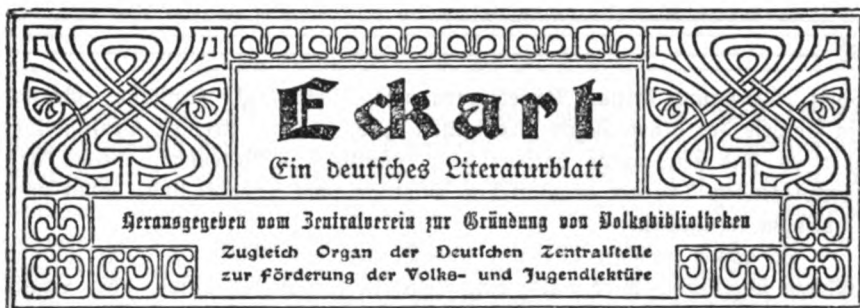 Eckart
Ein deutſches Literaturblatt
Herausgegeben vom Zentralverein zur Gründung von Volksbibliotheken
Zugleich Organ der Deutſchen Zentralſtelle
zur Förderung der Volks- und Jugendlektüre